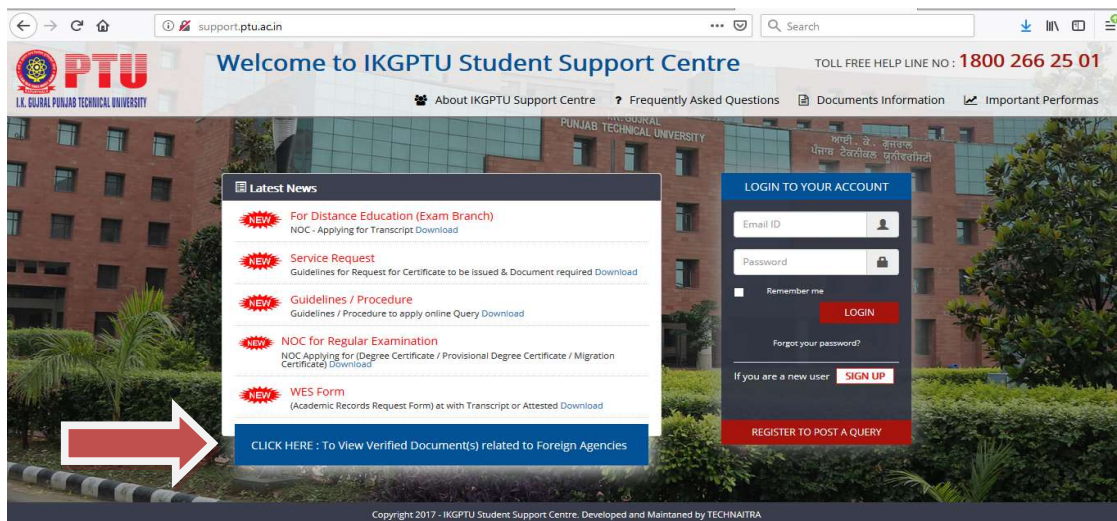 support.ptu.ac.in
Search
PTU
I.K. GUJRAL PUNJAB TECHNICAL UNIVERSITY
Welcome to IKGPTU Student Support Centre
TOLL FREE HELP LINE NO : 1800 266 25 01
About IKGPTU Support Centre ? Frequently Asked Questions Documents Information Important Performas
GUJRAL
PUNJAB TECHNICAL UNIVERSITY
ਆਈ. ਕੇ. ਗੁਜਰਾਲ
ਪੰਜਾਬ ਟੈਕਨੀਕਲ ਯੂਨੀਵਰਸਿਟੀ
Latest News
NEW For Distance Education (Exam Branch)
NOC - Applying for Transcript Download
NEW Service Request
Guidelines for Request for Certificate to be issued & Document required Download
NEW Guidelines / Procedure
Guidelines / Procedure to apply online Query Download
NEW NOC for Regular Examination
NOC Applying for (Degree Certificate / Provisional Degree Certificate / Migration
Certificate) Download
NEW WES Form
(Academic Records Request Form) at with Transcript or Attested Download
CLICK HERE : To View Verified Document(s) related to Foreign Agencies
LOGIN TO YOUR ACCOUNT
Email ID
Password
Remember me
LOGIN
Forgot your password?
If you are a new user SIGN UP
REGISTER TO POST A QUERY
Copyright 2017 - IKGPTU Student Support Centre. Developed and Maintaned by TECHNAITRA